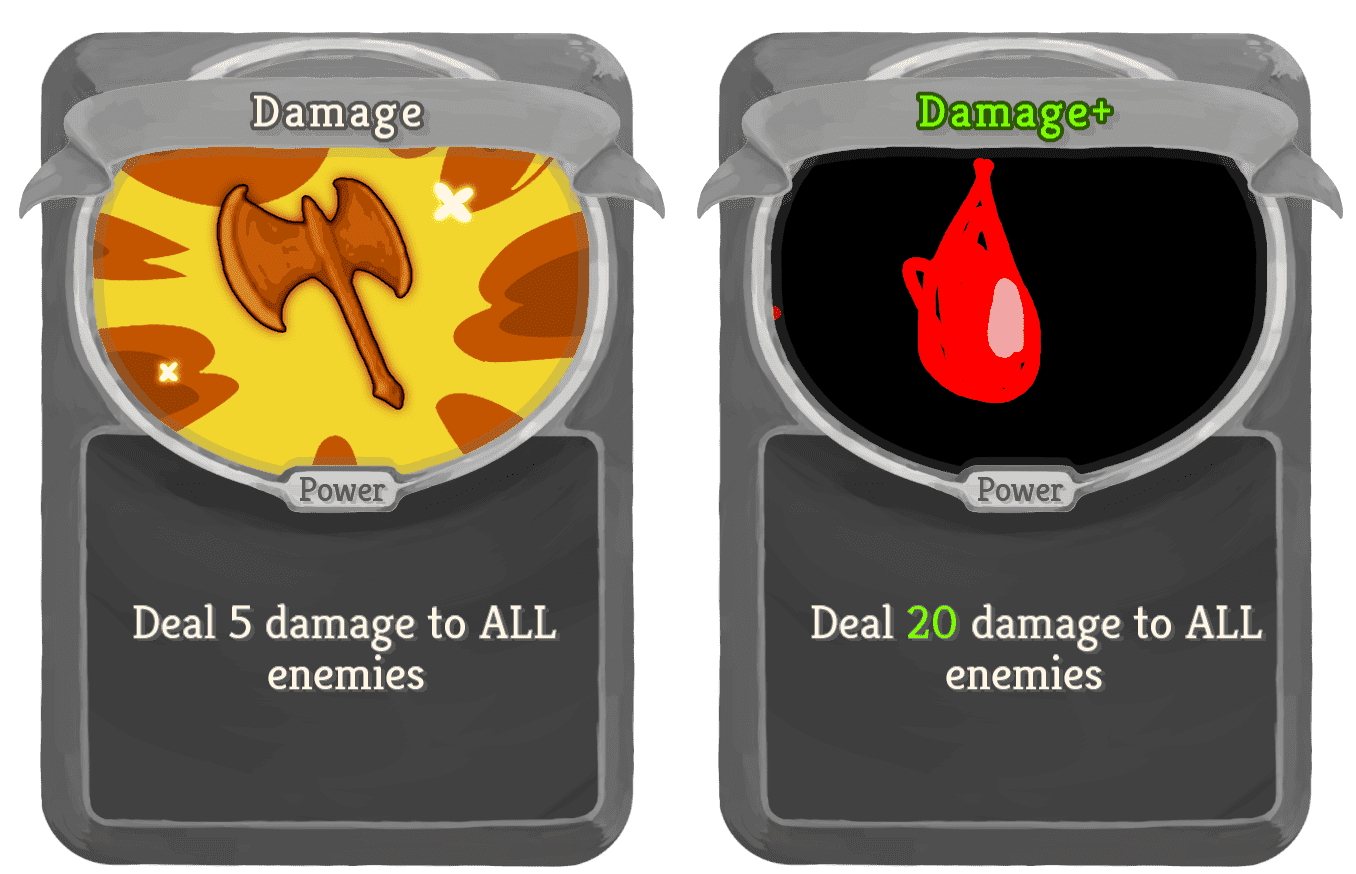 Damage
Power
Deal 5 damage to ALL
enemies
Damage+
Power
Deal 20 damage to ALL
enemies